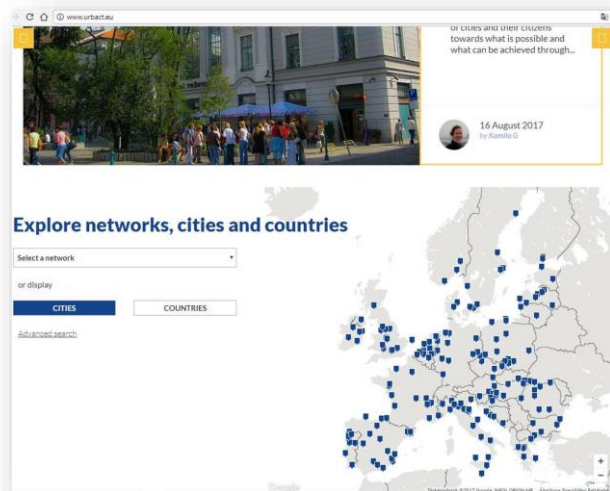 www.urbact.eu
of cities and their citizens
towards what is possible and
what can be achieved through...
16 August 2017
by Kamila G
Explore networks, cities and countries
Select a network
or display
CITIES
COUNTRIES
Advanced search
Google